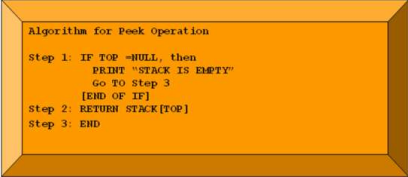 Algorithm for Peek Operation
Step 1: IF TOP =NULL, then
PRINT "STACK IS EMPTY"
Go TO Step 3
[END OF IF]
Step 2: RETURN STACK[TOP]
Step 3: END